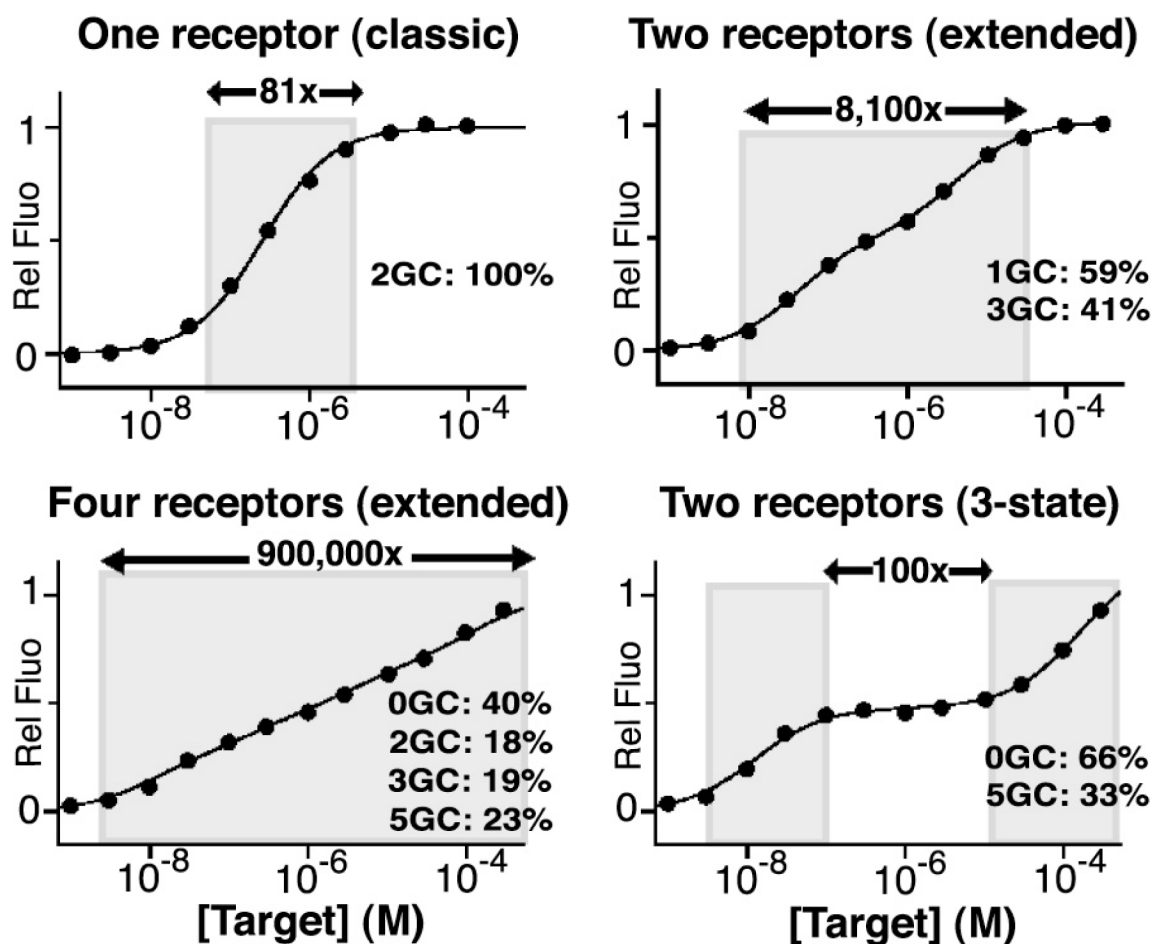 One receptor (classic)
81x
1
Rel Fluo
0
2GC: 100%
10-8
10-6
10-4
Two receptors (extended)
8,100x
1
Rel Fluo
0
1GC: 59%
3GC: 41%
10-8
10-6
10-4
Four receptors (extended)
900,000x
1
Rel Fluo
0
0GC: 40%
2GC: 18%
3GC: 19%
5GC: 23%
10-8
10-6
10-4
[Target] (M)
Two receptors (3-state)
100x
1
Rel Fluo
0
0GC: 66%
5GC: 33%
10-8
10-6
10-4
[Target] (M)